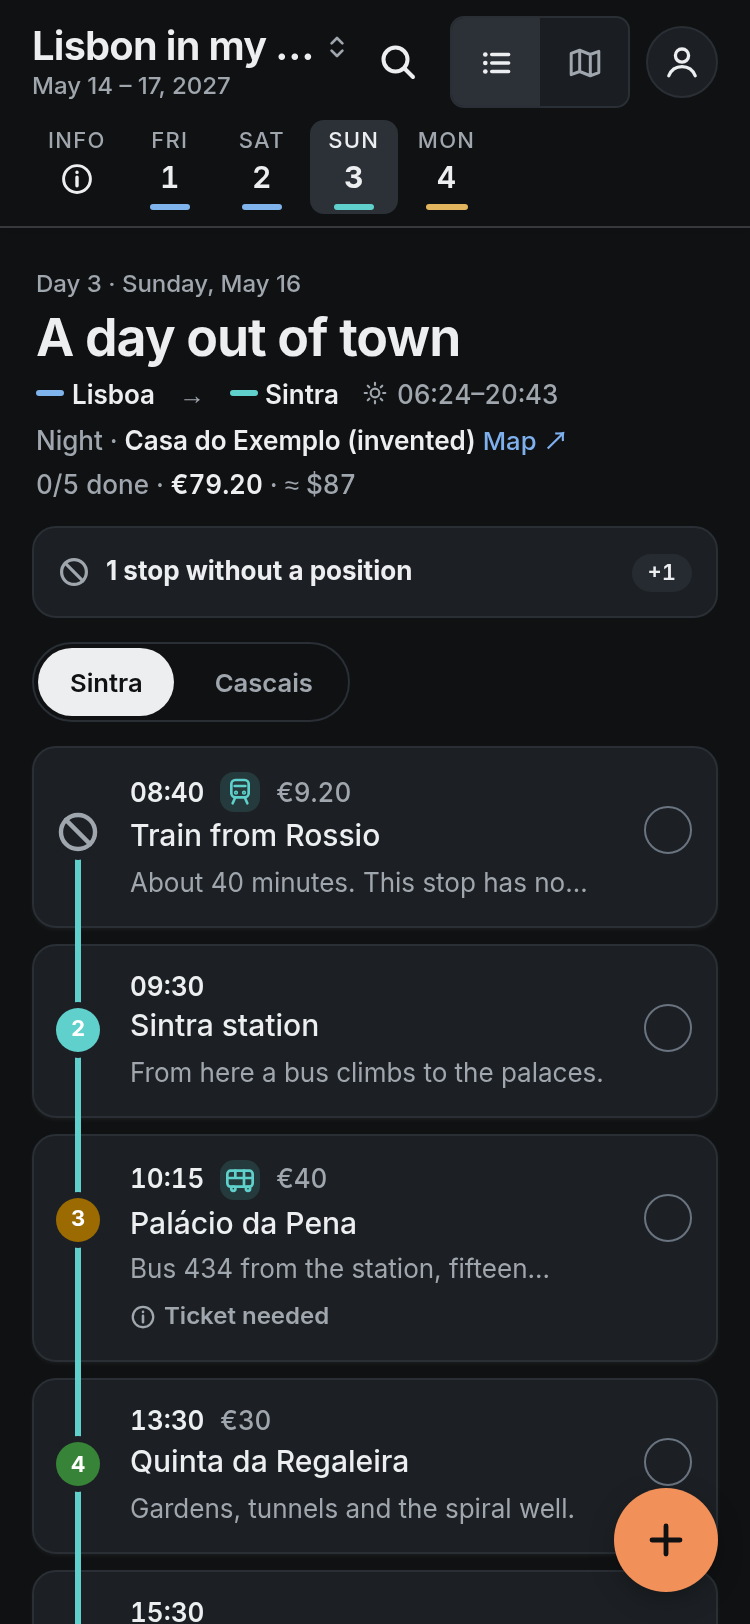 Lisbon in my …
May 14 – 17, 2027
INFO FRI SAT SUN MON
1 2 3 4
Day 3 · Sunday, May 16
A day out of town
Lisboa → Sintra 06:24–20:43
Night · Casa do Exemplo (invented) Map ↗
0/5 done · €79.20 · ≈ $87
1 stop without a position +1
Sintra Cascais
08:40 €9.20
Train from Rossio
About 40 minutes. This stop has no…
09:30
2
Sintra station
From here a bus climbs to the palaces.
10:15 €40
3
Palácio da Pena
Bus 434 from the station, fifteen…
Ticket needed
13:30 €30
4
Quinta da Regaleira
Gardens, tunnels and the spiral well.
15:30